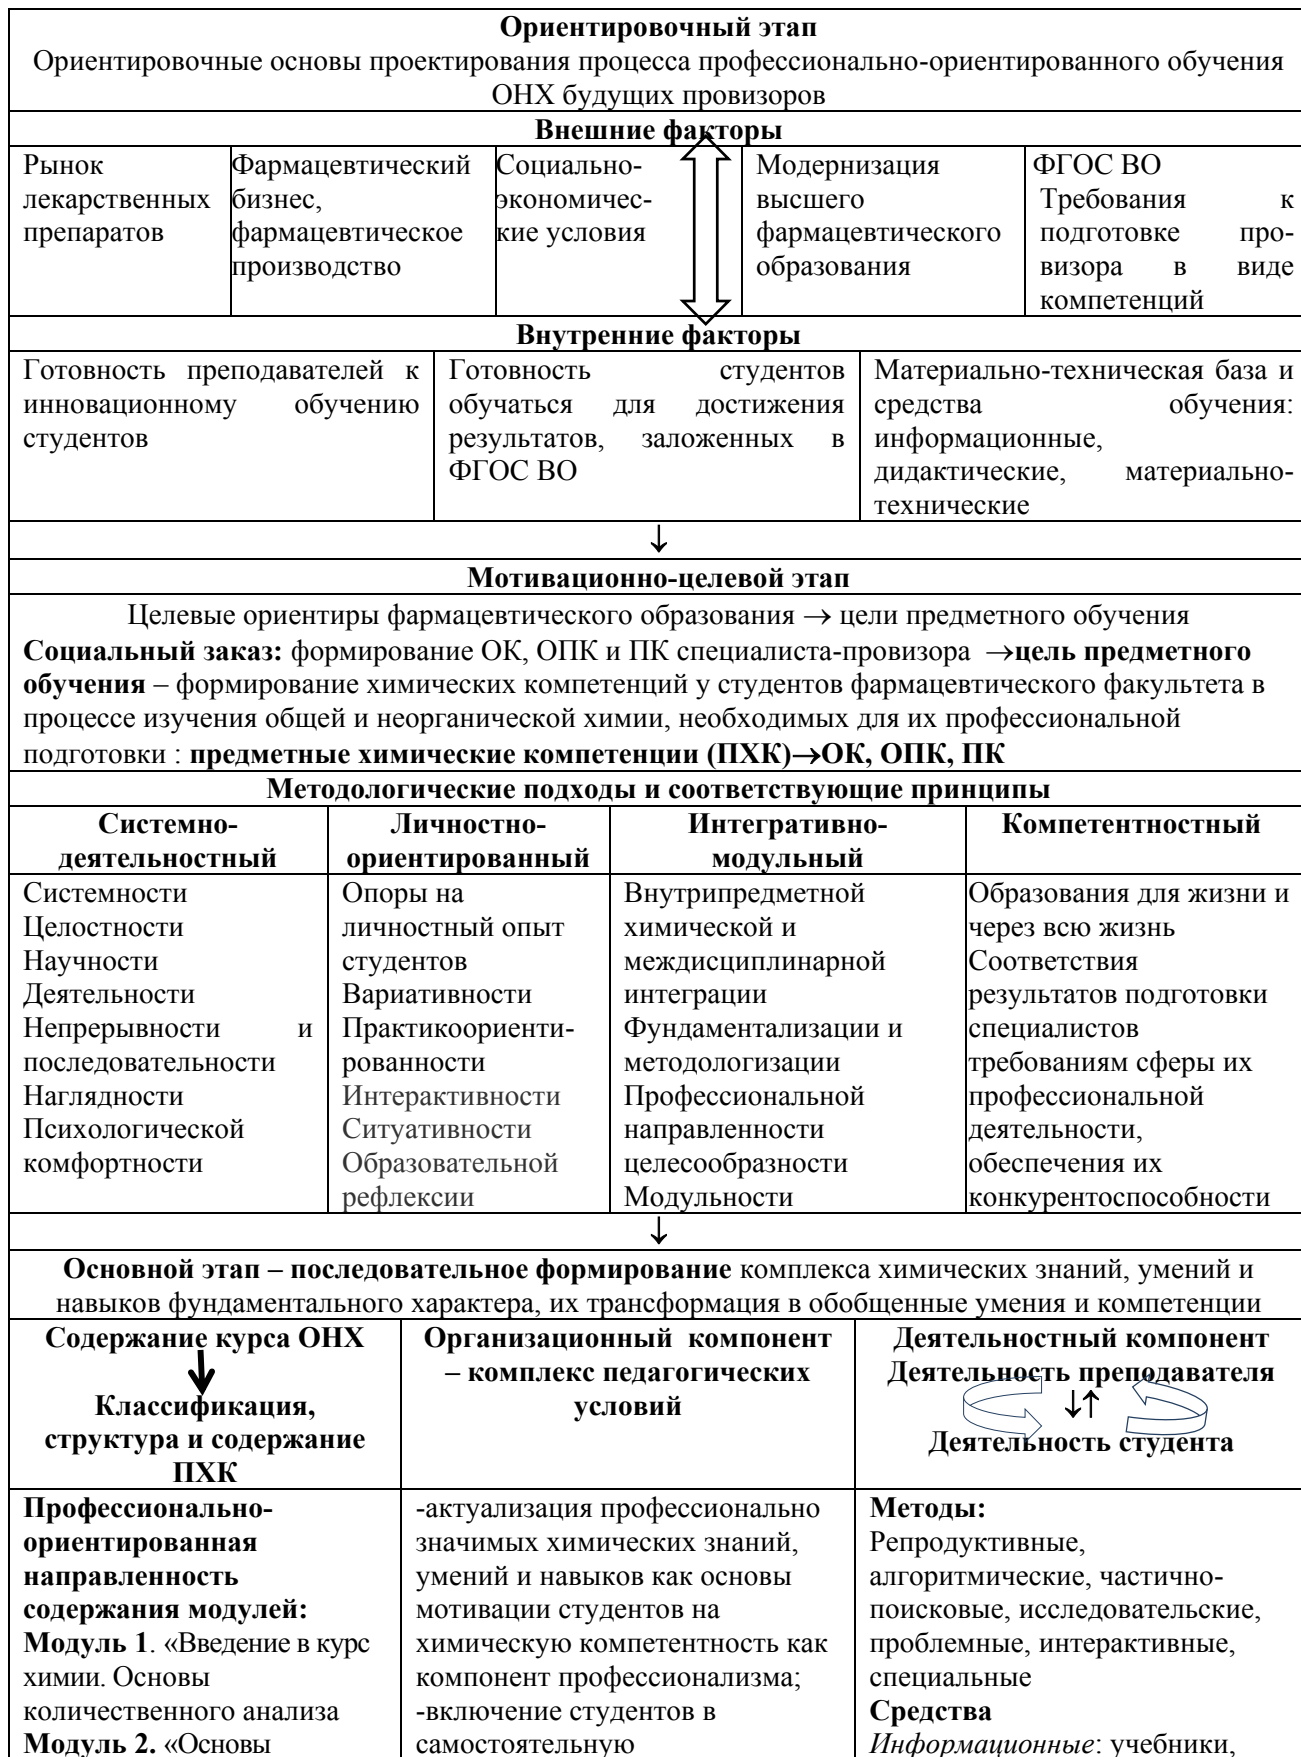 Ориентировочный этап
Ориентировочные основы проектирования процесса профессионально-ориентированного обучения
ОНХ будущих провизоров
Внешние факторы
Рынок
лекарственных
препаратов
Фармацевтический
бизнес,
фармацевтическое
производство
Социально-
экономичес-
кие условия
Модернизация
высшего
фармацевтического
образования
ФГОС ВО
Требования к
подготовке про-
визора в виде
компетенций
Внутренние факторы
Готовность преподавателей к
инновационному обучению
студентов
Готовность студентов
обучаться для достижения
результатов, заложенных в
ФГОС ВО
Материально-техническая база и
средства обучения:
информационные,
дидактические, материально-
технические
↓
Мотивационно-целевой этап
Целевые ориентиры фармацевтического образования → цели предметного обучения
Социальный заказ: формирование ОК, ОПК и ПК специалиста-провизора →цель предметного
обучения – формирование химических компетенций у студентов фармацевтического факультета в
процессе изучения общей и неорганической химии, необходимых для их профессиональной
подготовки : предметные химические компетенции (ПХК)→ОК, ОПК, ПК
Методологические подходы и соответствующие принципы
Системно-
деятельностный
Личностно-
ориентированный
Интегративно-
модульный
Компетентностный
Системности
Целостности
Научности
Деятельности
Непрерывности и
последовательности
Наглядности
Психологической
комфортности
Опоры на
личностный опыт
студентов
Вариативности
Практикоориенти-
рованности
Интерактивности
Ситуативности
Образовательной
рефлексии
Внутрипредметной
химической и
междисциплинарной
интеграции
Фундаментализации и
методологизации
Профессиональной
направленности
целесообразности
Модульности
Образования для жизни и
через всю жизнь
Соответствия
результатов подготовки
специалистов
требованиям сферы их
профессиональной
деятельности,
обеспечения их
конкурентоспособности
↓
Основной этап – последовательное формирование комплекса химических знаний, умений и
навыков фундаментального характера, их трансформация в обобщенные умения и компетенции
Содержание курса ОНХ
Классификация,
структура и содержание
ПХК
Организационный компонент
– комплекс педагогических
условий
Деятельностный компонент
Деятельность преподавателя
↓↑
Деятельность студента
Профессионально-
ориентированная
направленность
содержания модулей:
Модуль 1. «Введение в курс
химии. Основы
количественного анализа
Модуль 2. «Основы
-актуализация профессионально
значимых химических знаний,
умений и навыков как основы
мотивации студентов на
химическую компетентность как
компонент профессионализма;
-включение студентов в
самостоятельную
Методы:
Репродуктивные,
алгоритмические, частично-
поисковые, исследовательские,
проблемные, интерактивные,
специальные
Средства
Информационные: учебники,